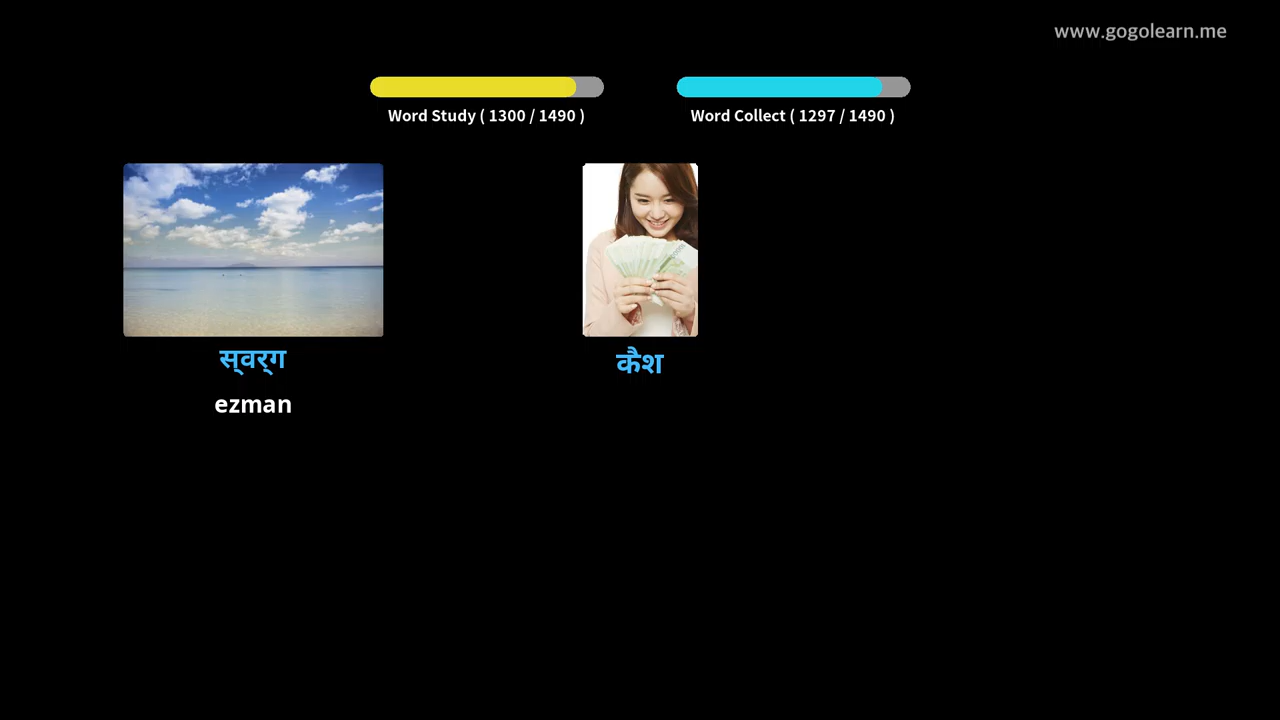 www.gogolearn.me
Word Study ( 1300 / 1490 )
Word Collect ( 1297 / 1490 )
स्वर्ग
ezman
कैश